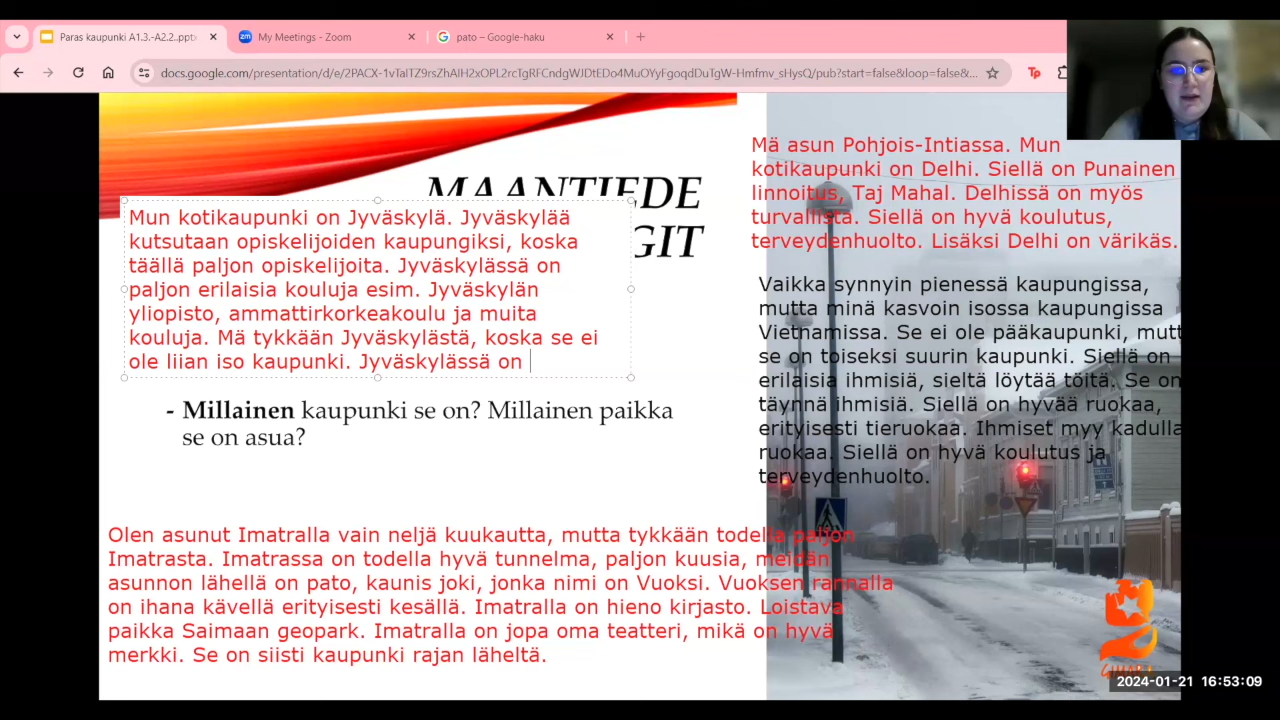 Paras kaupunki A1.3.-A2.2..ppt
My Meetings - Zoom
pato – Google-haku
docs.google.com/presentation/d/e/2PACX-1vTaITZ9rsZhAIH2xOPL2rcTgRFCndgWJDtEDo4MuOYyFgoqdDuTgW-Hmfmv_sHysQ/pub?start=false&loop=false&...
MAANTIEDE
GIT
Mun kotikaupunki on Jyväskylä. Jyväskylää
kutsutaan opiskelijoiden kaupungiksi, koska
täällä paljon opiskelijoita. Jyväskylässä on
paljon erilaisia kouluja esim. Jyväskylän
yliopisto, ammattirkorkeakoulu ja muita
kouluja. Mä tykkään Jyväskylästä, koska se ei
ole liian iso kaupunki. Jyväskylässä on
- Millainen kaupunki se on? Millainen paikka
se on asua?
Mä asun Pohjois-Intiassa. Mun
kotikaupunki on Delhi. Siellä on Punainen
linnoitus, Taj Mahal. Delhissä on myös
turvallista. Siellä on hyvä koulutus,
terveydenhuolto. Lisäksi Delhi on värikäs.
Vaikka synnyin pienessä kaupungissa,
mutta minä kasvoin isossa kaupungissa
Vietnamissa. Se ei ole pääkaupunki, mutt
se on toiseksi suurin kaupunki. Siellä on
erilaisia ihmisiä, sieltä löytää töitä. Se on
täynnä ihmisiä. Siellä on hyvää ruokaa,
erityisesti tieruokaa. Ihmiset myy kadulla
ruokaa. Siellä on hyvä koulutus ja
terveydenhuolto.
Olen asunut Imatralla vain neljä kuukautta, mutta tykkään todella paljon
Imatrasta. Imatrassa on todella hyvä tunnelma, paljon kuusia, meidän
asunnon lähellä on pato, kaunis joki, jonka nimi on Vuoksi. Vuoksen rannalla
on ihana kävellä erityisesti kesällä. Imatralla on hieno kirjasto. Loistava
paikka Saimaan geopark. Imatralla on jopa oma teatteri, mikä on hyvä
merkki. Se on siisti kaupunki rajan läheltä.
2024-01-21 16:53:09